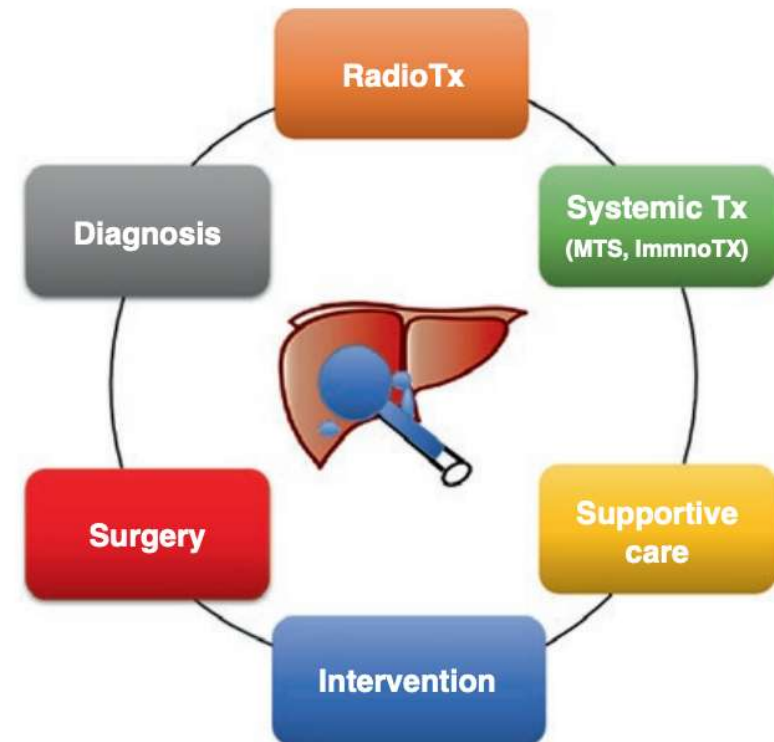 RadioTx
Diagnosis
Systemic Tx
(MTS, ImmnoTX)
Surgery
Supportive
care
Intervention